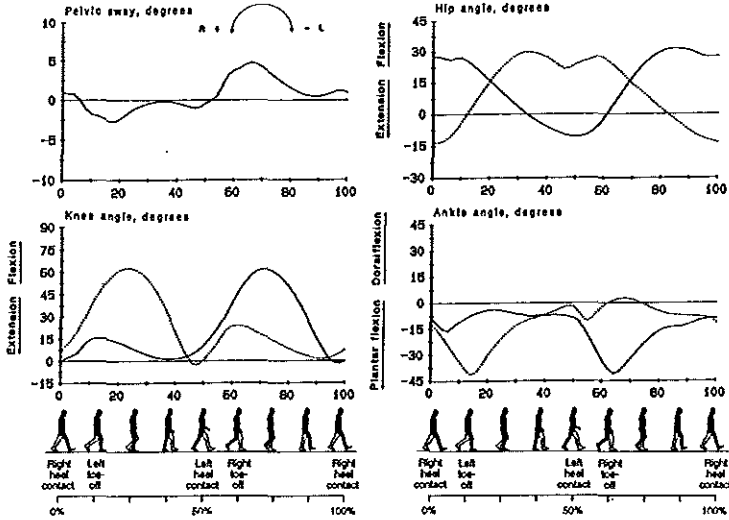 Pelvic sway, degrees
R + - L
10
5
0
-5
-10
0 20 40 60 80 100
Hip angle, degrees
Extension Flexion
45
30
15
0
-15
-30
0 20 40 60 80 100
Knee angle, degrees
Extension Flexion
90
75
60
45
30
15
0
-15
0 20 40 60 80 100
Ankle angle, degrees
Plantar flexion Dorsiflexion
45
30
15
0
-15
-30
-45
0 20 40 60 80 100
Right heel contact
Left toe-off
Left heel contact
Right toe-off
Right heel contact
0% 50% 100%
Right heel contact
Left toe-off
Left heel contact
Right toe-off
Right heel contact
0% 50% 100%